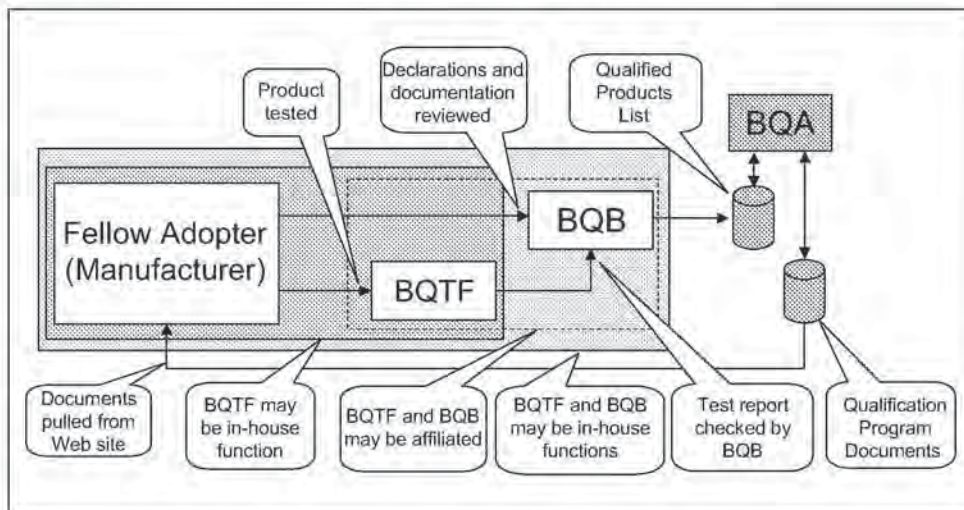 Product
tested
Declarations and
documentation
reviewed
Qualified
Products
List
BQA
Fellow Adopter
(Manufacturer)
BQTF
BQB
Documents
pulled from
Web site
BQTF may
be in-house
function
BQTF and BQB
may be affiliated
BQTF and BQB
may be in-house
functions
Test report
checked by
BQB
Qualification
Program
Documents